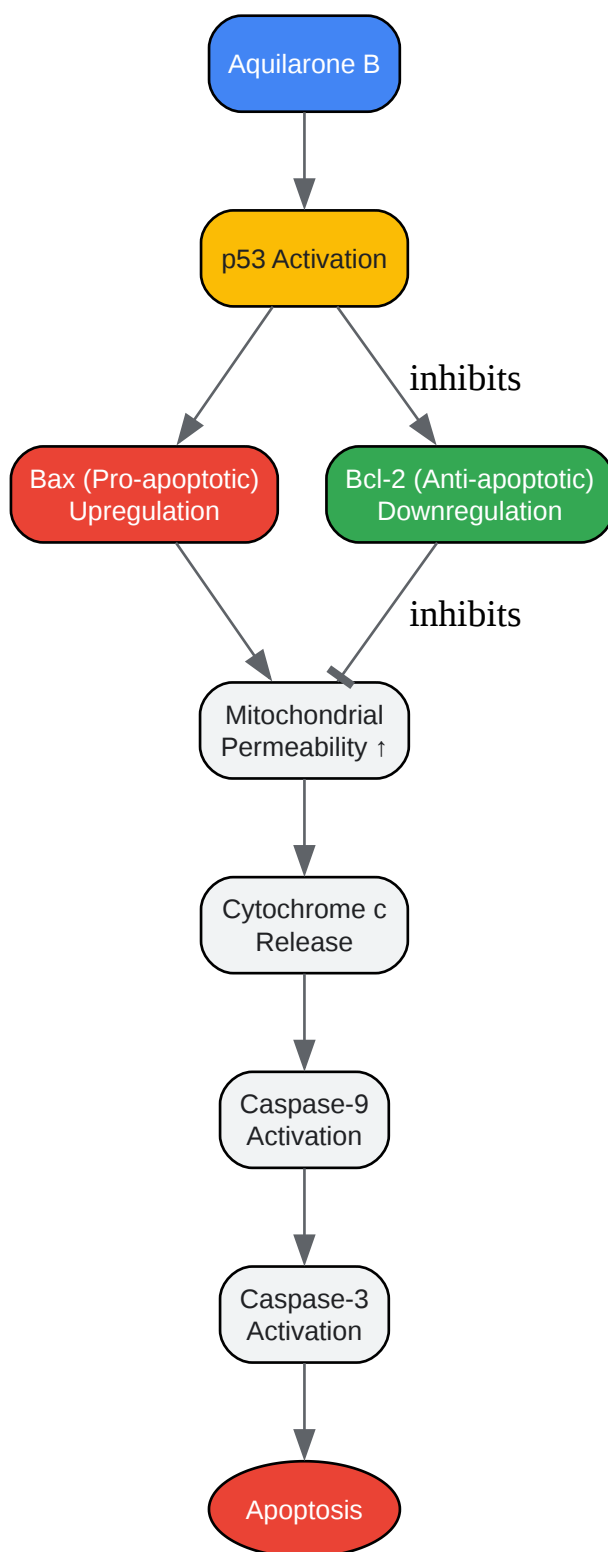 Aquilarone B
p53 Activation
inhibits
Bax (Pro-apoptotic)
Upregulation
Bcl-2 (Anti-apoptotic)
Downregulation
inhibits
Mitochondrial
Permeability ↑
Cytochrome c
Release
Caspase-9
Activation
Caspase-3
Activation
Apoptosis